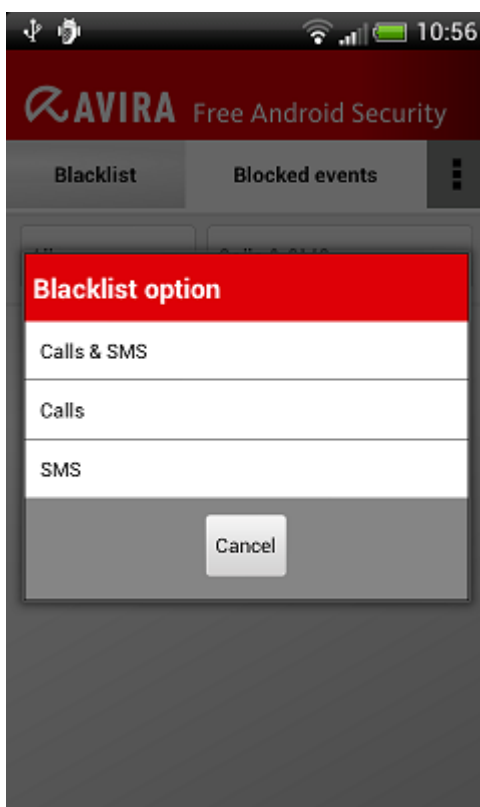 10:56
AVIRA Free Android Security
Blacklist
Blocked events
Blacklist option
Calls & SMS
Calls
SMS
Cancel